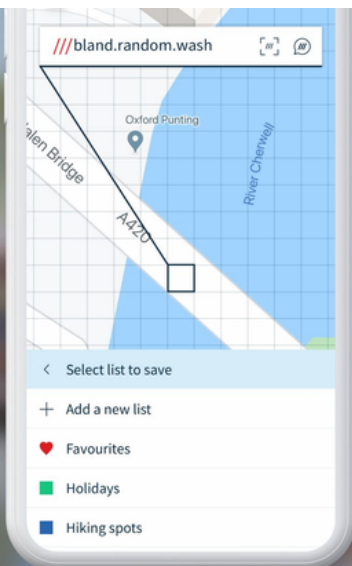 ///bland.random.wash
Oxford Punting
alen Bridge
River Cherwell
A420
Select list to save
Add a new list
Favourites
Holidays
Hiking spots